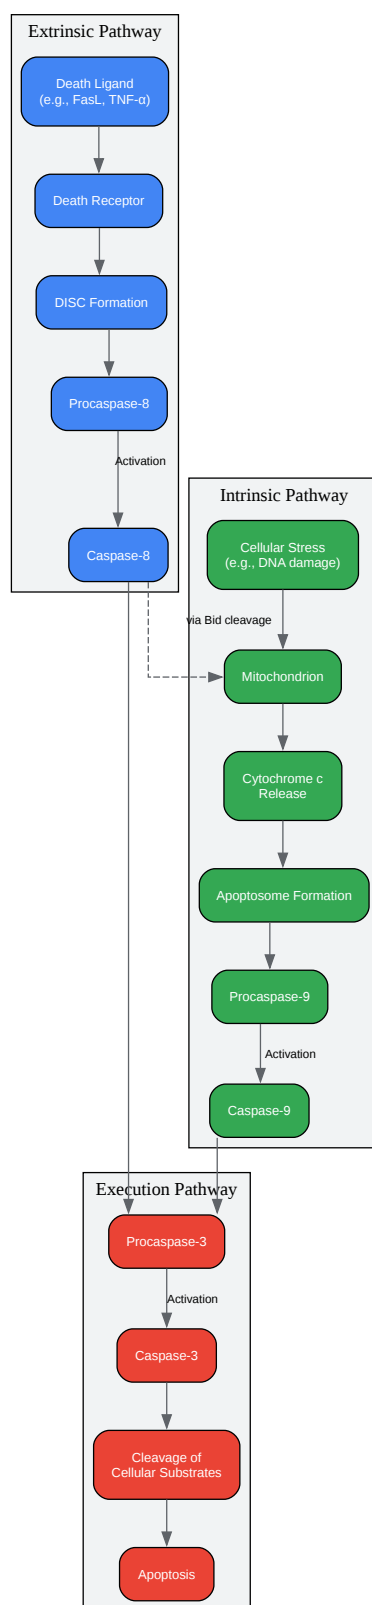 Extrinsic Pathway
Death Ligand
(e.g., FasL, TNF-α)
Death Receptor
DISC Formation
Procaspase-8
Activation
Caspase-8
Intrinsic Pathway
Cellular Stress
(e.g., DNA damage)
via Bid cleavage
Mitochondrion
Cytochrome c
Release
Apoptosome Formation
Procaspase-9
Activation
Caspase-9
Execution Pathway
Procaspase-3
Activation
Caspase-3
Cleavage of
Cellular Substrates
Apoptosis